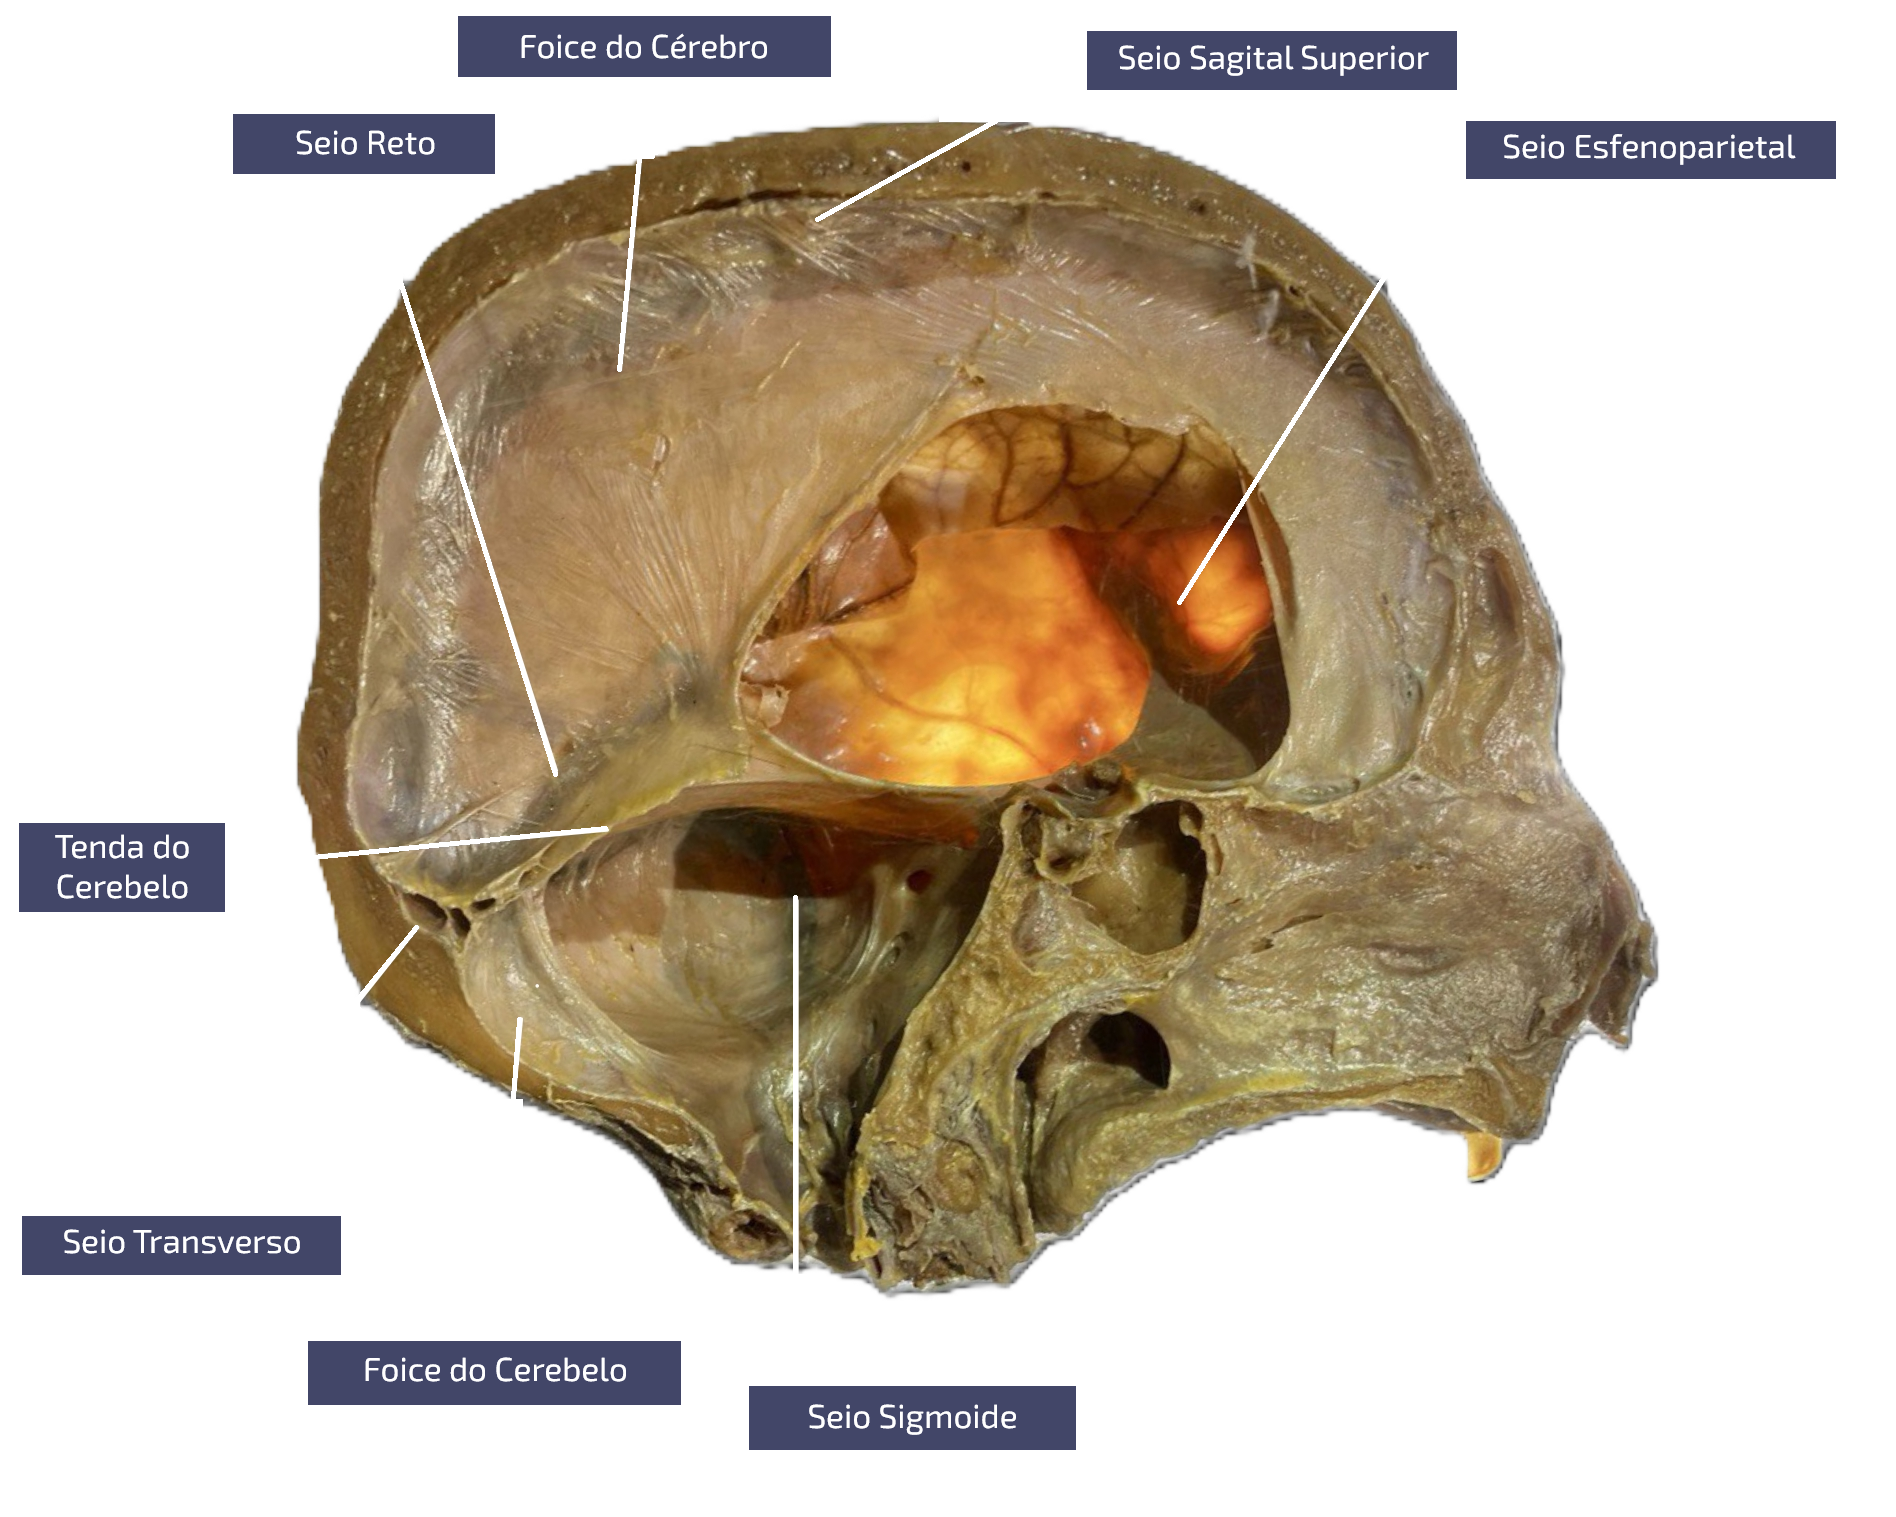 Foice do Cérebro
Seio Sagital Superior
Seio Reto
Seio Esfenoparietal
Tenda do
Cerebelo
Seio Transverso
Foice do Cerebelo
Seio Sigmoide